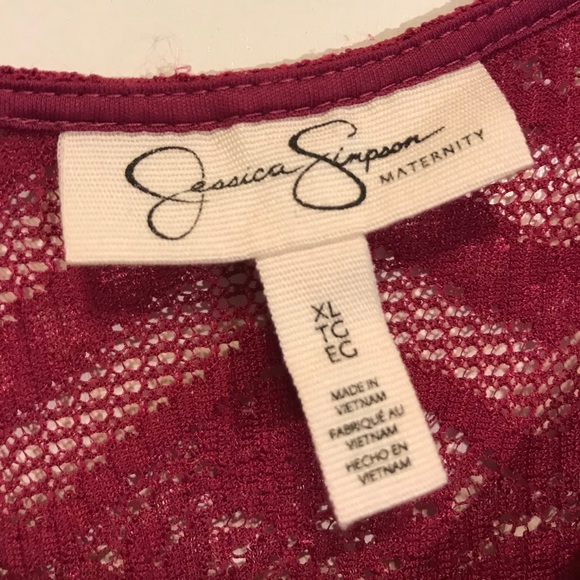 Jessica Simpson
MATERNITY
XL
TG
EG
MADE IN
VIETNAM
FABRIQUÉ AU
VIETNAM
HECHO EN
VIETNAM